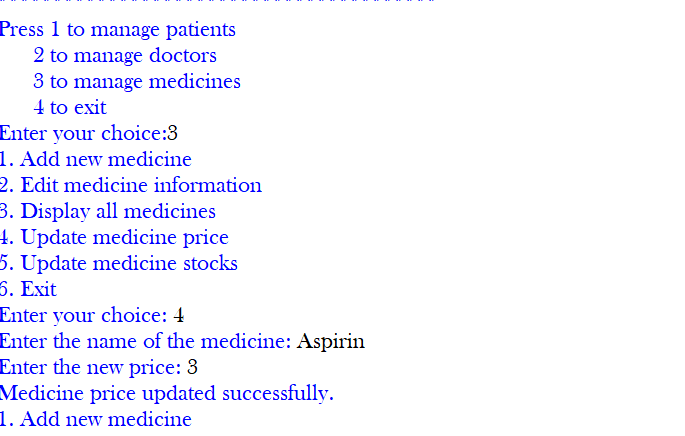 Press 1 to manage patients
2 to manage doctors
3 to manage medicines
4 to exit
Enter your choice:3
1. Add new medicine
2. Edit medicine information
3. Display all medicines
4. Update medicine price
5. Update medicine stocks
6. Exit
Enter your choice: 4
Enter the name of the medicine: Aspirin
Enter the new price: 3
Medicine price updated successfully.
1. Add new medicine